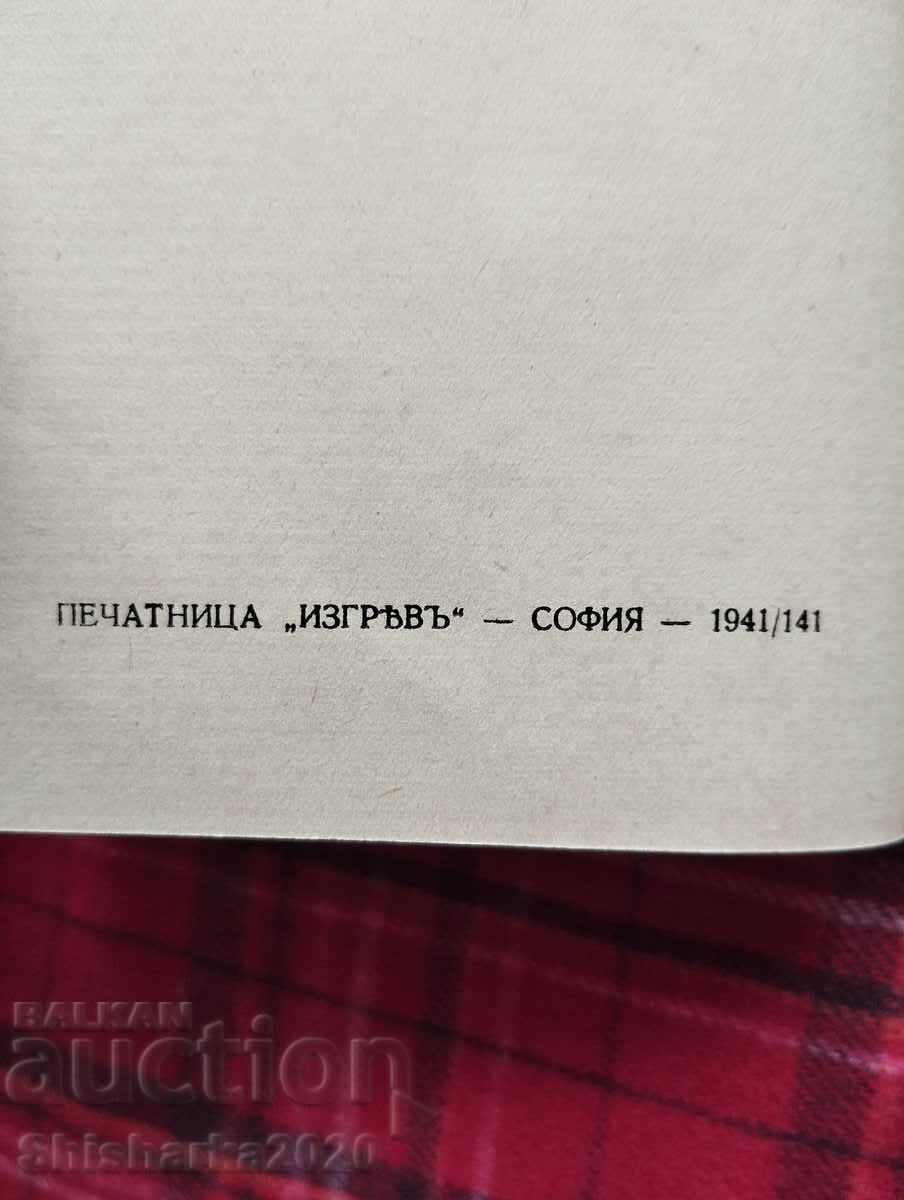 ПЕЧАТНИЦА „ИЗГРѢВЪ“ — СОФИЯ — 1941/141
BALKAN
auction
Shisharka2020